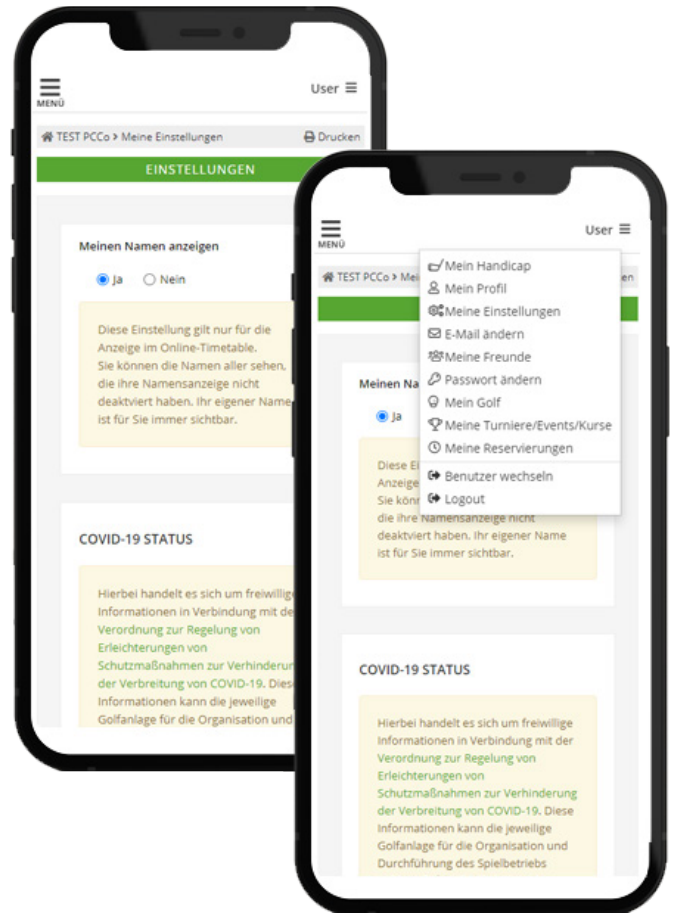 MENÜ
User
TEST PCCo > Meine Einstellungen
Drucken
EINSTELLUNGEN
Meinen Namen anzeigen
Ja
Nein
Diese Einstellung gilt nur für die
Anzeige im Online-Timetable.
Sie können die Namen aller sehen,
die ihre Namensanzeige nicht
deaktviert haben. Ihr eigener Name
ist für Sie immer sichtbar.
COVID-19 STATUS
Hierbei handelt es sich um freiwillige
Informationen in Verbindung mit de
Verordnung zur Regelung von
Erleichterungen von
Schutzmaßnahmen zur Verhinderun
der Verbreitung von COVID-19. Dies
Informationen kann die jeweilige
Golfanlage für die Organisation und
MENÜ
User
TEST PCCo > Mei
en
Mein Handicap
Mein Profil
Meine Einstellungen
E-Mail ändern
Meine Freunde
Passwort ändern
Mein Golf
Meine Turniere/Events/Kurse
Meine Reservierungen
Benutzer wechseln
Logout
Meinen Na
Ja
Diese Ei
Anzeige
Sie könn
die ihre Namensanzeige nicht
deaktviert haben. Ihr eigener Name
ist für Sie immer sichtbar.
COVID-19 STATUS
Hierbei handelt es sich um freiwillige
Informationen in Verbindung mit der
Verordnung zur Regelung von
Erleichterungen von
Schutzmaßnahmen zur Verhinderung
der Verbreitung von COVID-19. Diese
Informationen kann die jeweilige
Golfanlage für die Organisation und
Durchführung des Spielbetriebs